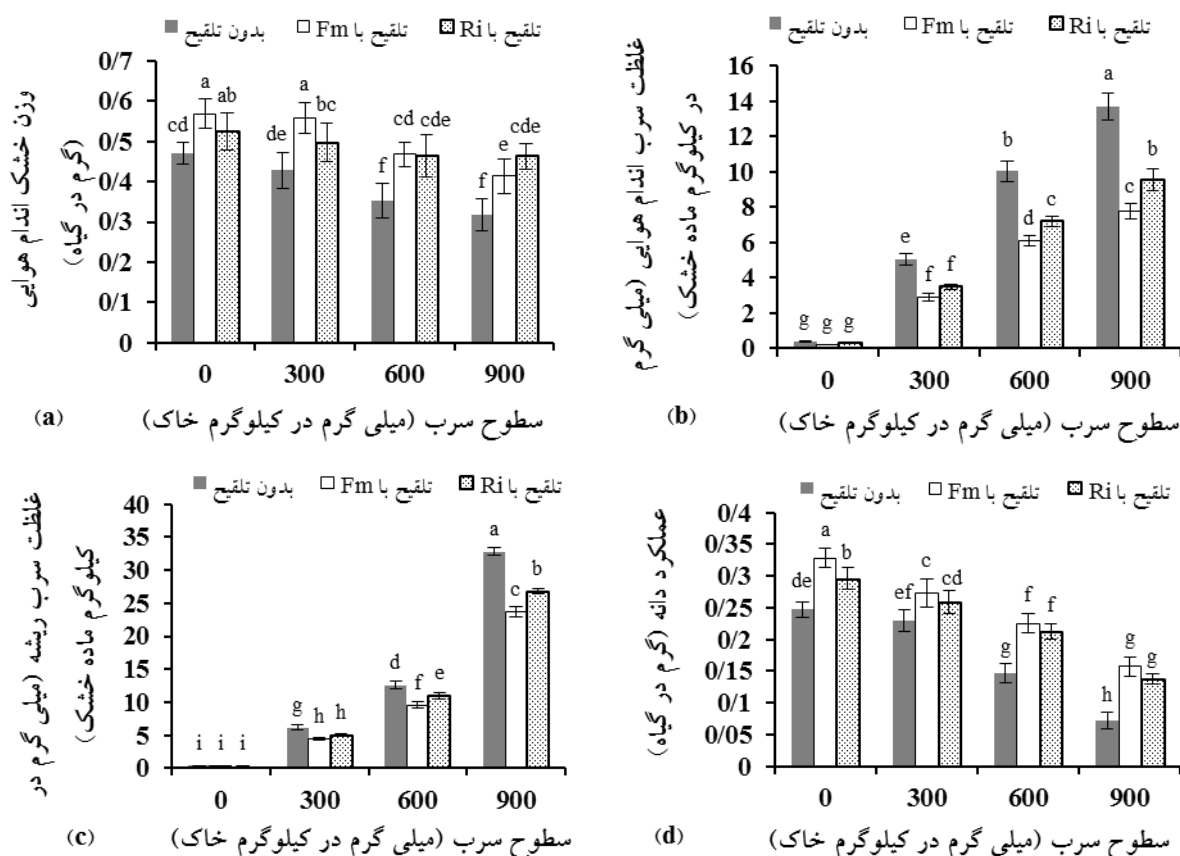 بدون تلقیح تلقیح با Fm تلقیح با Ri
وزن خشک اندام هوایی
(گرم در گیاه)
0/7
0/6
0/5
0/4
0/3
0/2
0/1
0
cd a ab
de a bc
f cd cde
f e cde
0 300 600 900
سطوح سرب (میلی گرم در کیلوگرم خاک)
(a)
بدون تلقیح تلقیح با Fm تلقیح با Ri
غلظت سرب اندام هوایی (میلی گرم
در کیلوگرم ماده خشک)
16
14
12
10
8
6
4
2
0
g g g
e f f
b d c
a c b
0 300 600 900
سطوح سرب (میلی گرم در کیلوگرم خاک)
(b)
بدون تلقیح تلقیح با Fm تلقیح با Ri
غلظت سرب ریشه (میلی گرم در
کیلوگرم ماده خشک)
40
35
30
25
20
15
10
5
0
i i i
g h h
d f e
a c b
0 300 600 900
سطوح سرب (میلی گرم در کیلوگرم خاک)
(c)
بدون تلقیح تلقیح با Fm تلقیح با Ri
عملکرد دانه (گرم در گیاه)
0/4
0/35
0/3
0/25
0/2
0/15
0/1
0/05
0
de a b
ef c cd
g f f
h g g
0 300 600 900
سطوح سرب (میلی گرم در کیلوگرم خاک)
(d)